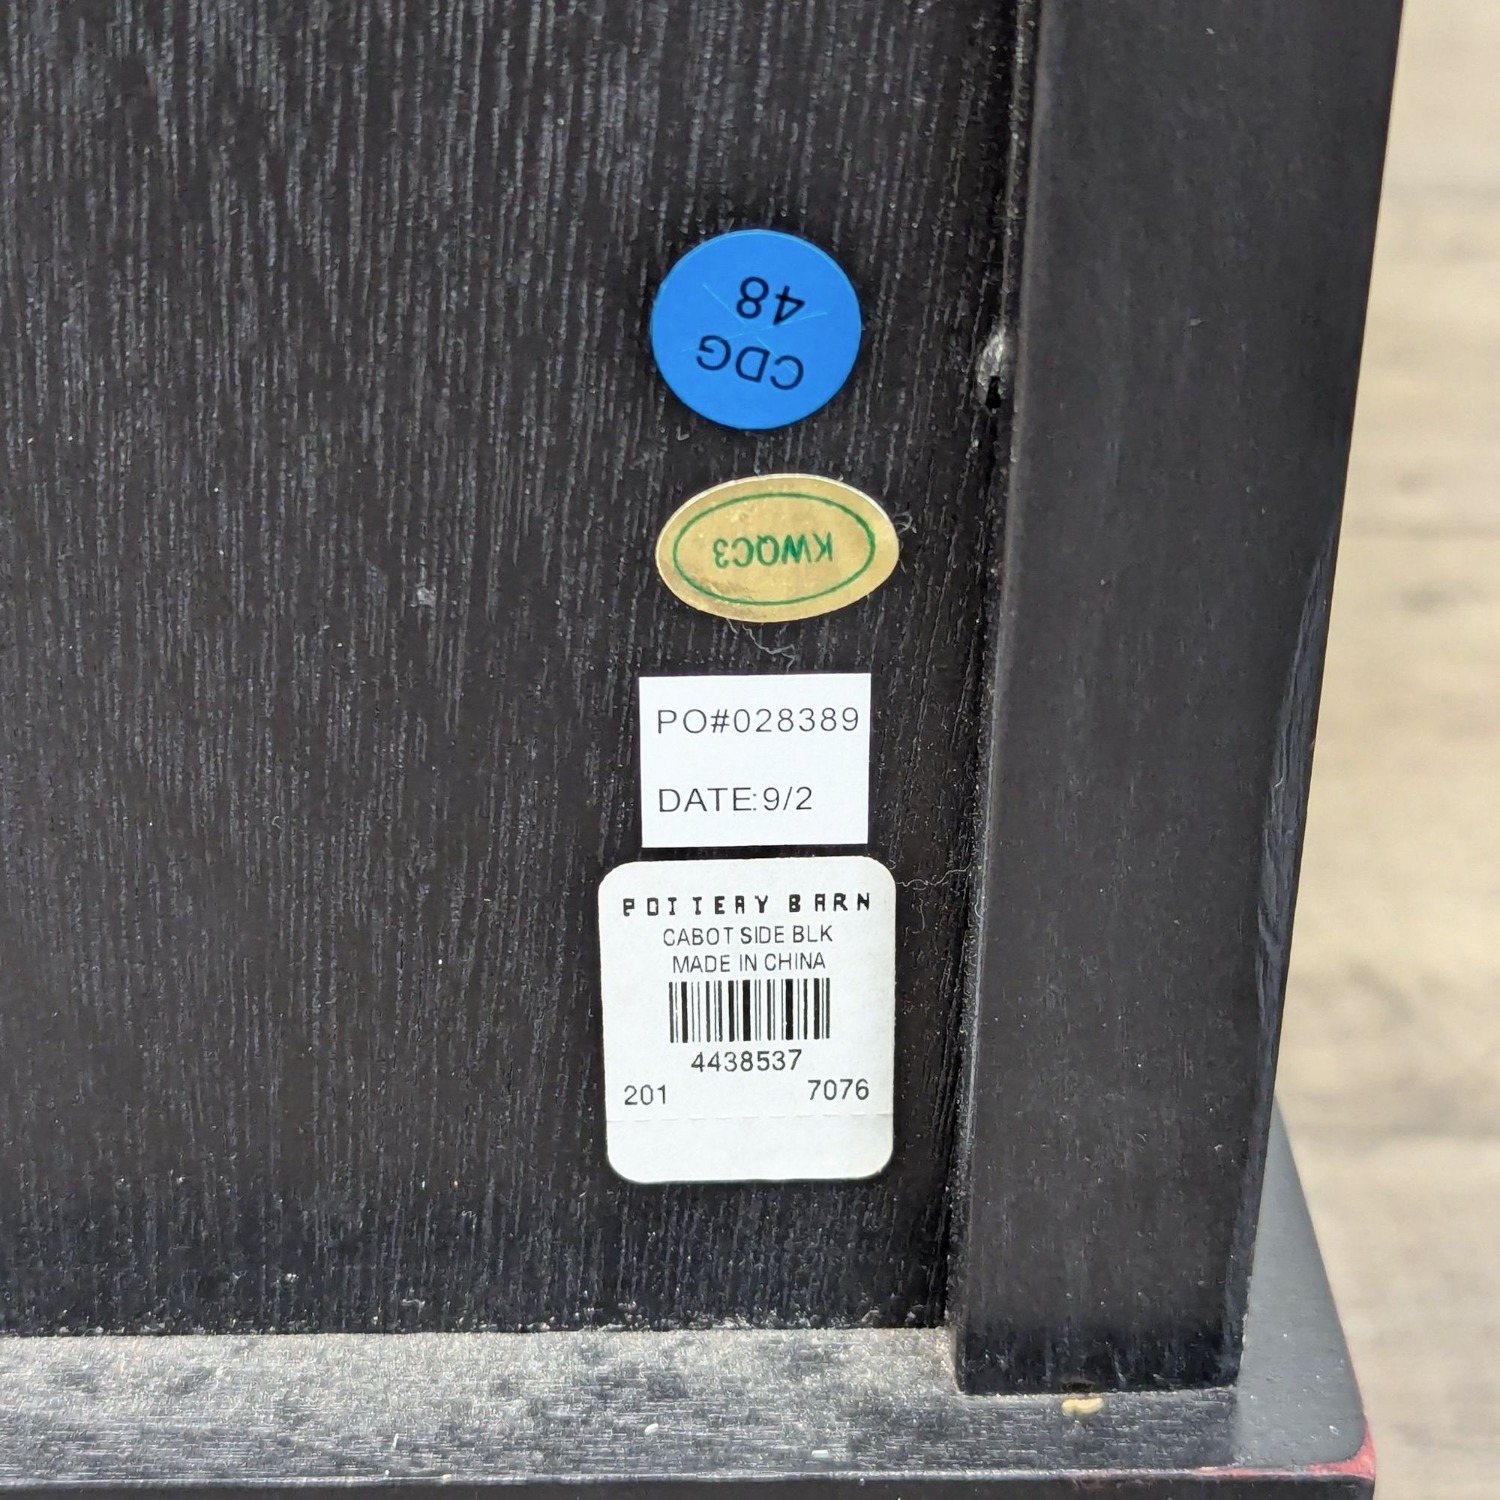 CDG
48
KWQC3
PO#028389
DATE:9/2
POTTERY BARN
CABOT SIDE BLK
MADE IN CHINA
4438537
201 7076